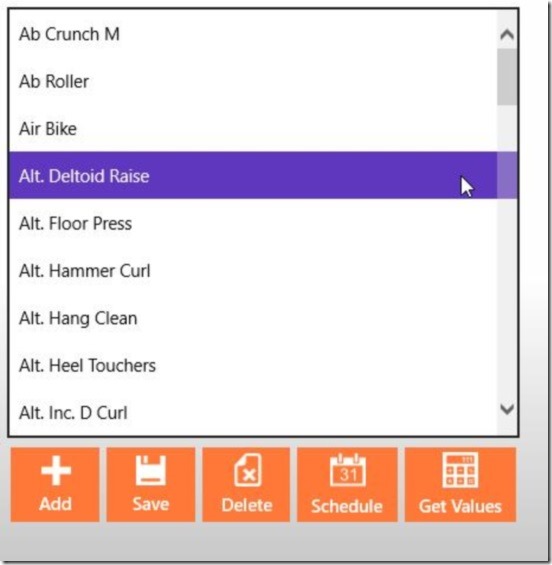 Ab Crunch M
Ab Roller
Air Bike
Alt. Deltoid Raise
Alt. Floor Press
Alt. Hammer Curl
Alt. Hang Clean
Alt. Heel Touchers
Alt. Inc. D Curl
31
Add Save Delete Schedule Get Values